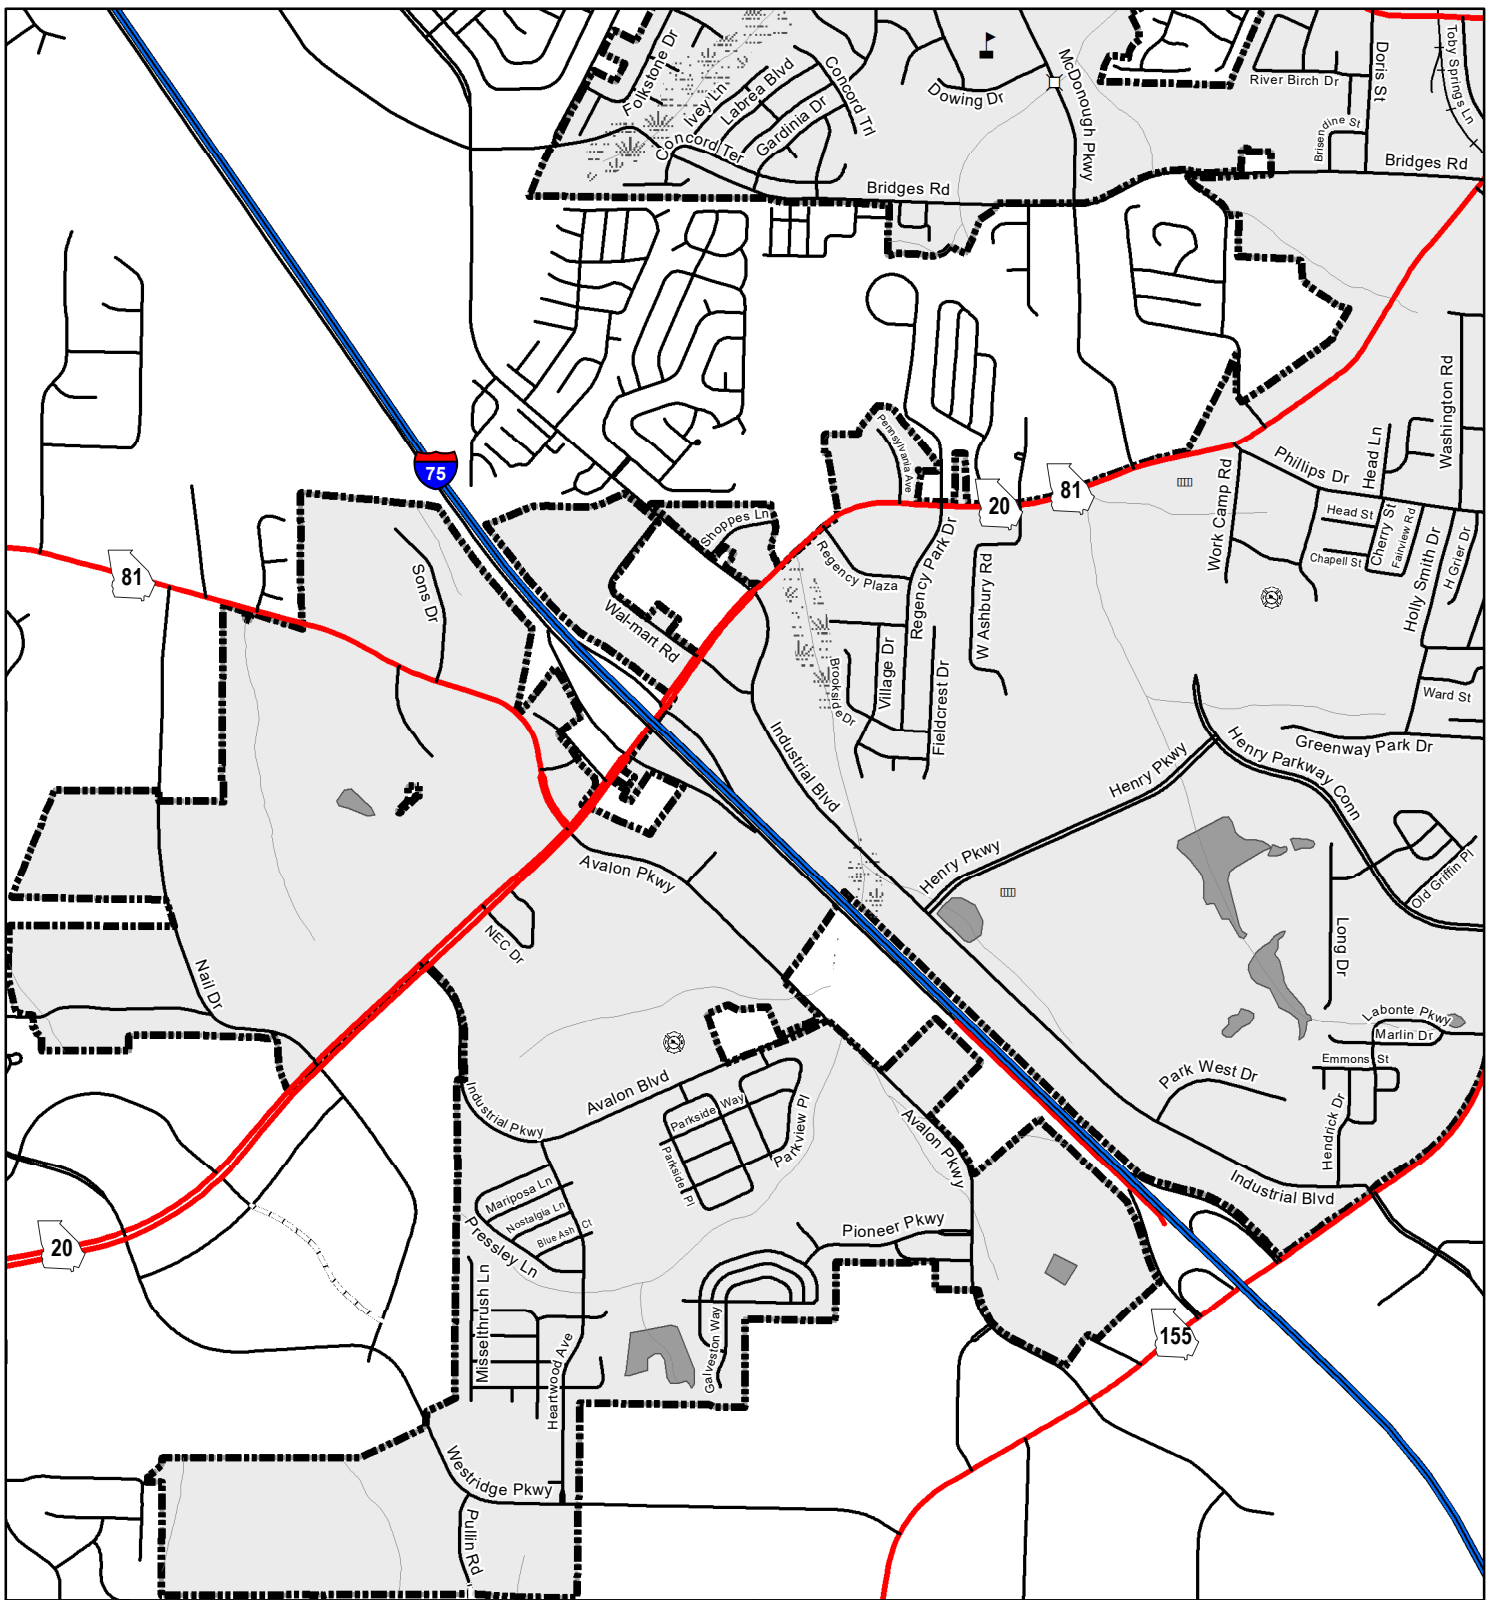 Folkstone Dr
Ivey Ln
Labrea Blvd
Gardinia Dr
Concord Trl
Concord Ter
Dowing Dr
McDonough Pkwy
River Birch Dr
Doris St
Toby Springs Ln
Brisendine St
Bridges Rd
Bridges Rd
75
Pennsylvania Ave
20
81
Phillips Dr
Head Ln
Washington Rd
Work Camp Rd
Head St
Cherry St
Fairview Rd
Chapell St
Holly Smith Dr
H Grier Dr
Shoppes Ln
Regency Plaza
Regency Park Dr
W Ashbury Rd
81
Sons Dr
Wal-mart Rd
Brookside Dr
Village Dr
Fieldcrest Dr
Ward St
Greenway Park Dr
Industrial Blvd
Henry Pkwy
Henry Parkway Conn
Henry Pkwy
Old Griffin Pl
Avalon Pkwy
NEC Dr
Nail Dr
Long Dr
Labonte Pkwy
Marlin Dr
Emmons St
Park West Dr
Hendrick Dr
Industrial Pkwy
Avalon Blvd
Parkside Way
Parkview Pl
Parkside Pl
Avalon Pkwy
Industrial Blvd
Mariposa Ln
Nostalgia Ln
Blue Ash Ct
Pressley Ln
Pioneer Pkwy
20
Misselthrush Ln
Heartwood Ave
Galveston Way
155
Westridge Pkwy
Pullin Rd